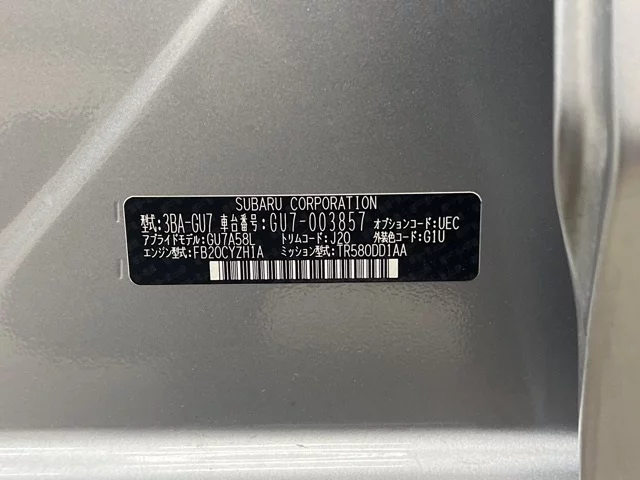 SUBARU CORPORATION
型式:3BA-GU7 車台番号:GU7-003857 オプションコード:UEC
アプライドモデル:GU7A58L トリムコード:J20 外装色コード:G1U
エンジン型式:FB20CYZH1A ミッション型式:TR580DD1AA